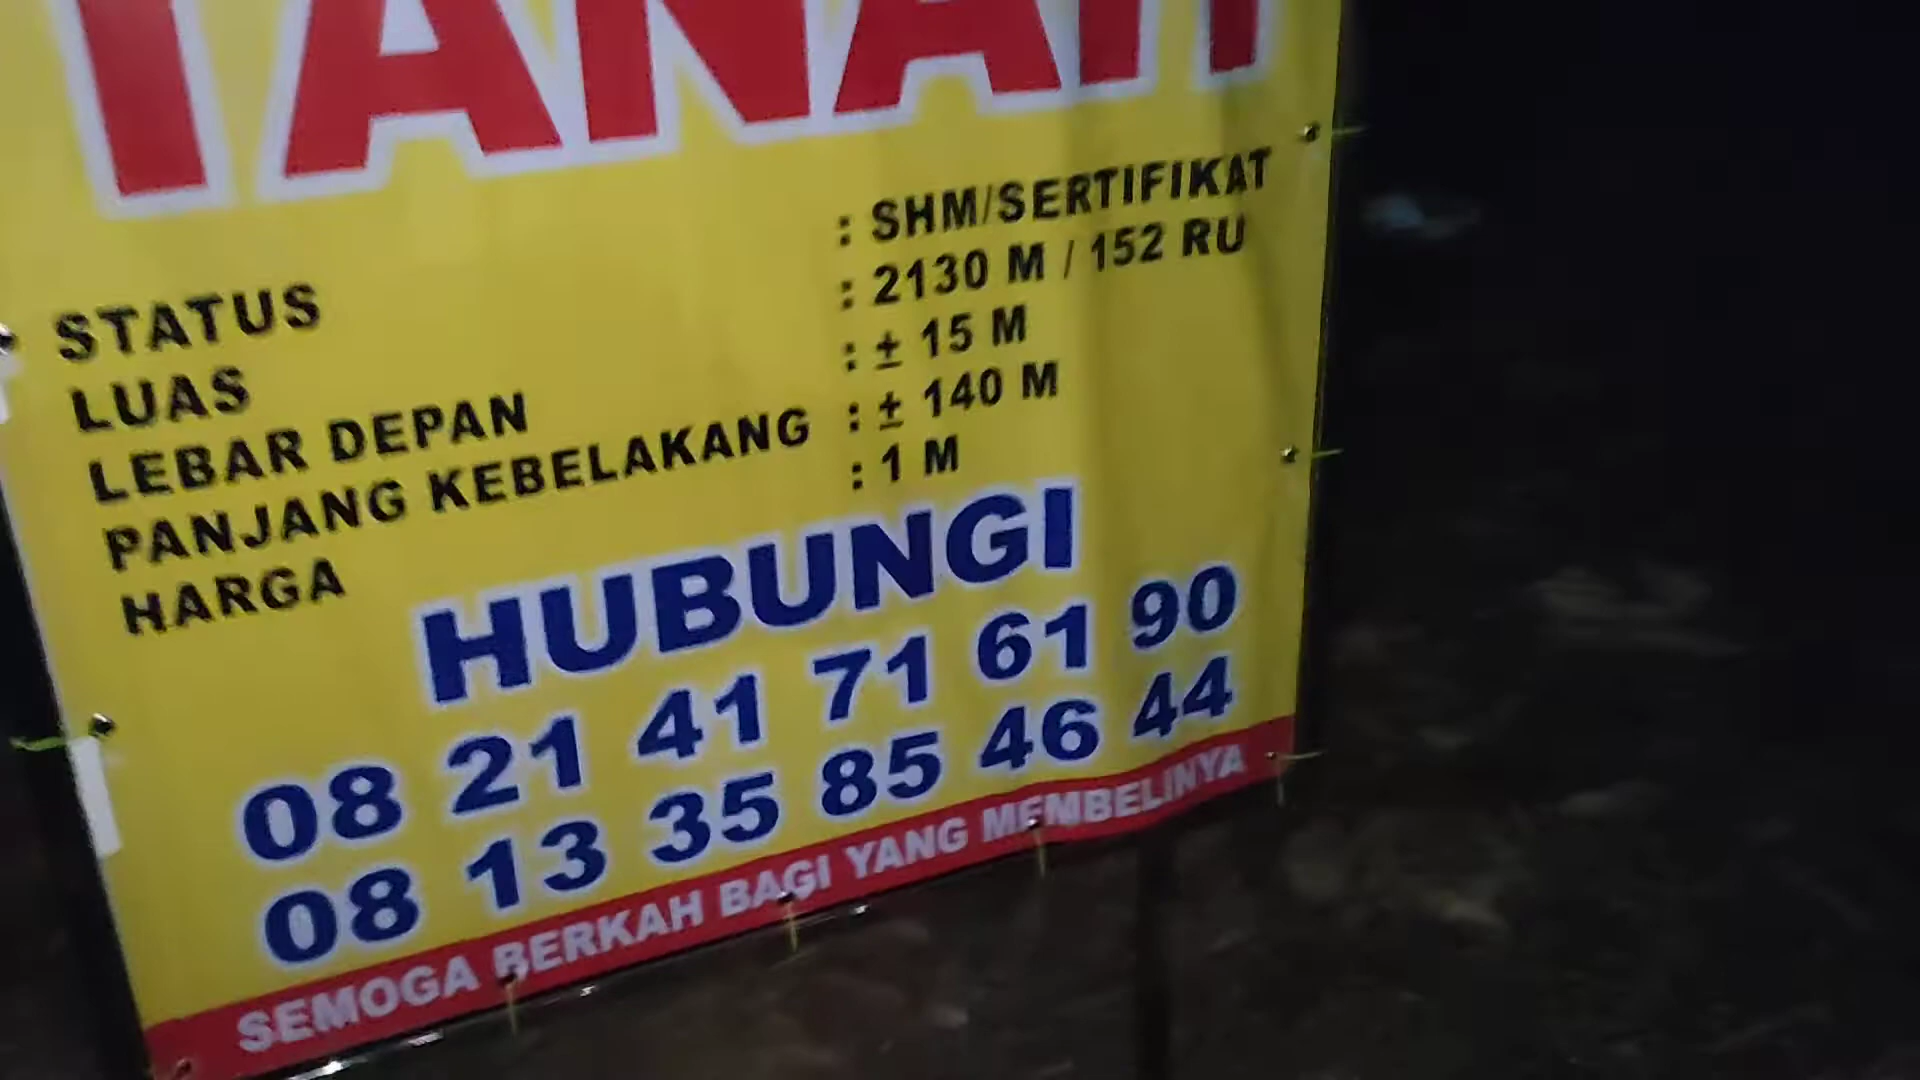 TANAH
STATUS : SHM/SERTIFIKAT
LUAS : 2130 M / 152 RU
LEBAR DEPAN : ± 15 M
PANJANG KEBELAKANG : ± 140 M
HARGA : 1 M
HUBUNGI
08 21 41 71 61 90
08 13 35 85 46 44
SEMOGA BERKAH BAGI YANG MEMBELINYA